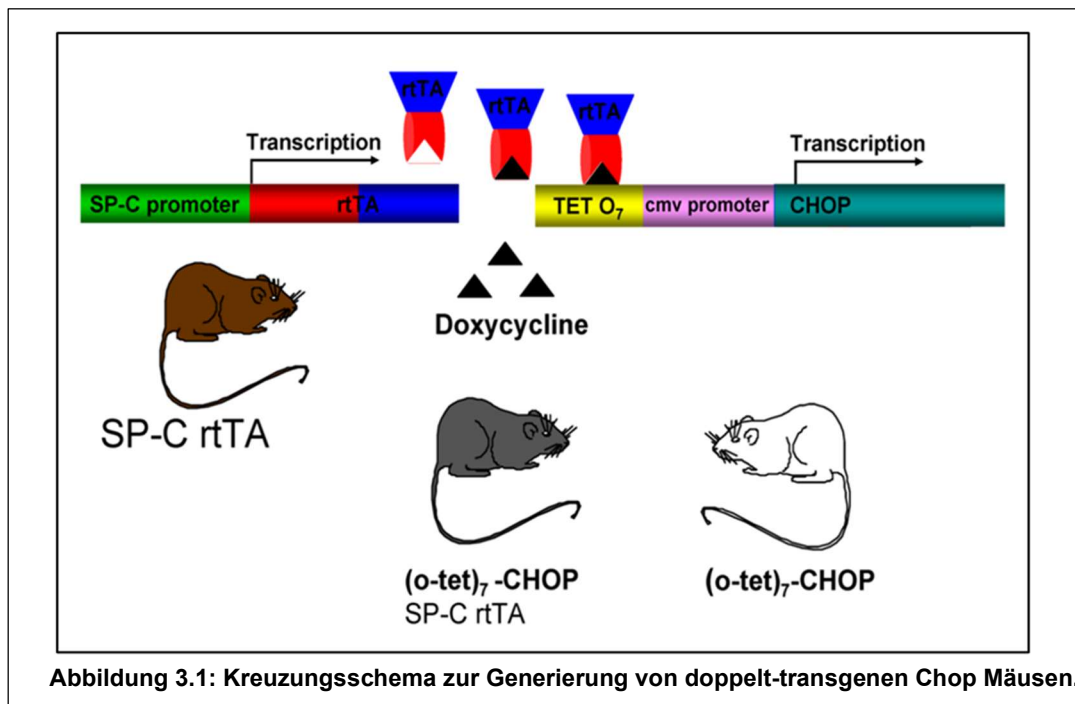 rtTA
rtTA
rtTA
Transcription
Transcription
SP-C promoter
rtTA
TET O₇
cmv promoter
CHOP
Doxycycline
SP-C rtTA
(o-tet)₇ -CHOP
SP-C rtTA
(o-tet)₇-CHOP
Abbildung 3.1: Kreuzungsschema zur Generierung von doppelt-transgenen Chop Mäusen.